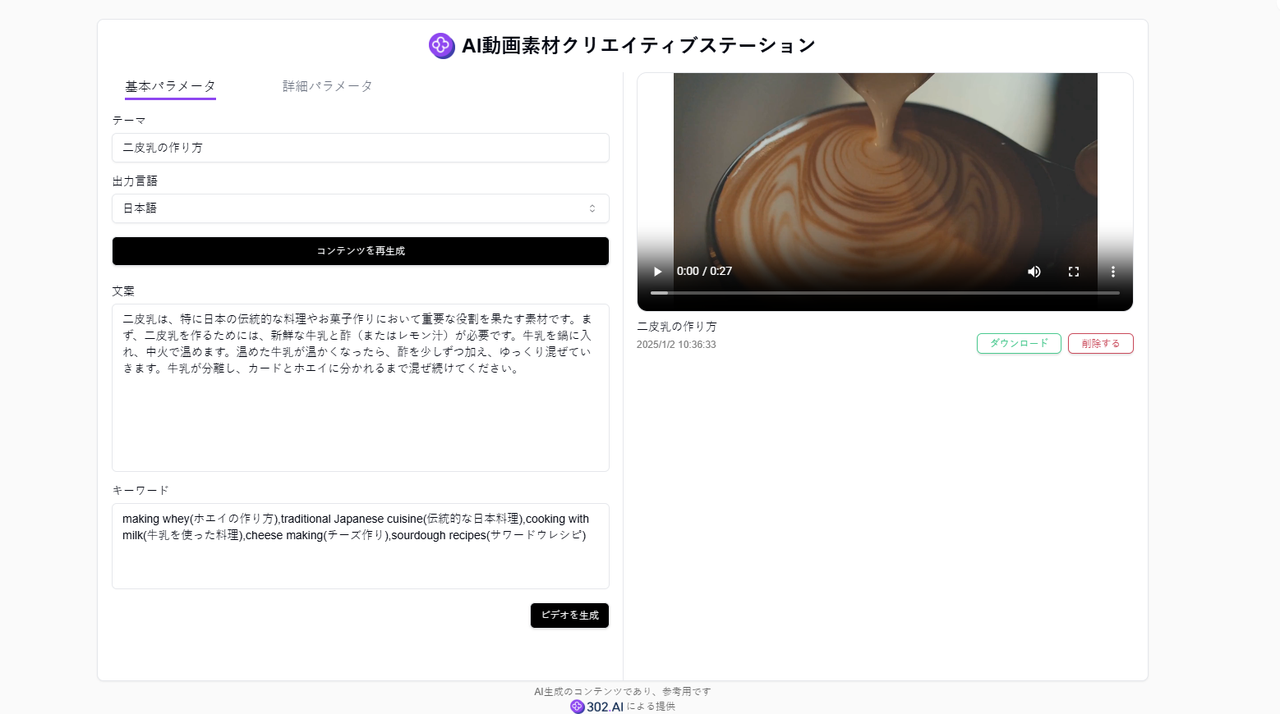 AI動画素材クリエイティブステーション
基本パラメータ
詳細パラメータ
テーマ
二皮乳の作り方
出力言語
日本語
コンテンツを再生成
文案
二皮乳は、特に日本の伝統的な料理やお菓子作りにおいて重要な役割を果たす素材です。ま
ず、二皮乳を作るためには、新鮮な牛乳と酢（またはレモン汁）が必要です。牛乳を鍋に入
れ、中火で温めます。温めた牛乳が温かくなったら、酢を少しずつ加え、ゆっくり混ぜてい
きます。牛乳が分離し、カードとホエイに分かれるまで混ぜ続けてください。
キーワード
making whey(ホエイの作り方),traditional Japanese cuisine(伝統的な日本料理),cooking with
milk(牛乳を使った料理),cheese making(チーズ作り),sourdough recipes(サワードウレシピ)
ビデオを生成
0:00 / 0:27
二皮乳の作り方
2025/1/2 10:36:33
ダウンロード
削除する
AI生成のコンテンツであり、参考用です
302.AI による提供